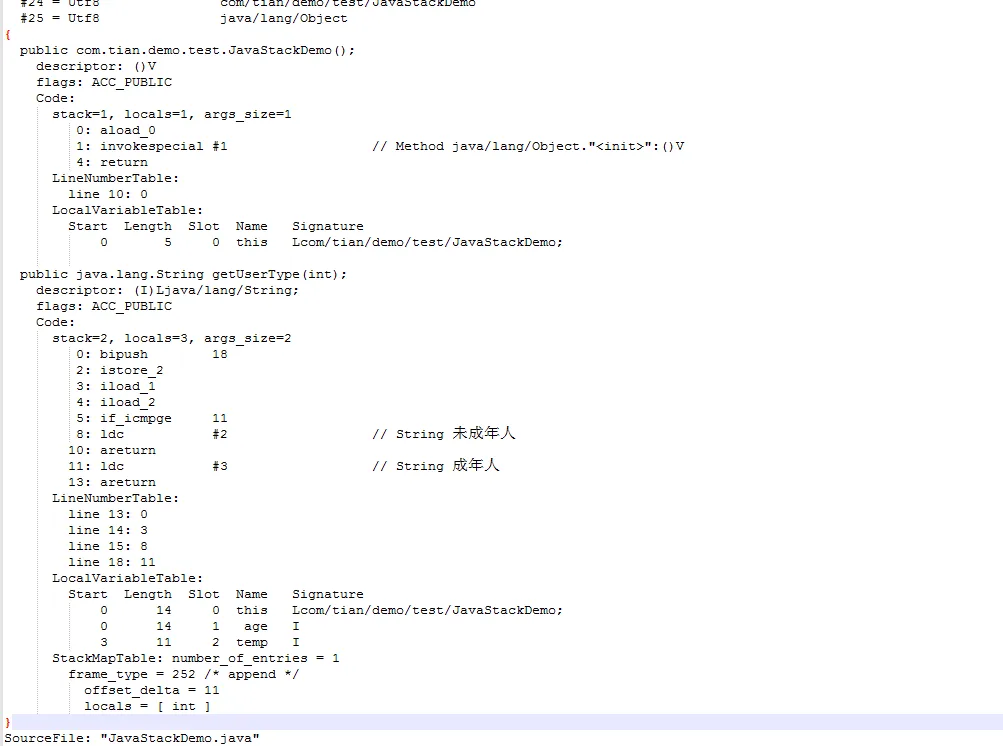 #24 = Utf8               com/tian/demo/test/JavaStackDemo
#25 = Utf8               java/lang/Object
{
  public com.tian.demo.test.JavaStackDemo();
    descriptor: ()V
    flags: ACC_PUBLIC
    Code:
      stack=1, locals=1, args_size=1
         0: aload_0
         1: invokespecial #1                  // Method java/lang/Object."<init>":()V
         4: return
      LineNumberTable:
        line 10: 0
      LocalVariableTable:
        Start  Length  Slot  Name   Signature
            0       5     0  this   Lcom/tian/demo/test/JavaStackDemo;
  public java.lang.String getUserType(int);
    descriptor: (I)Ljava/lang/String;
    flags: ACC_PUBLIC
    Code:
      stack=2, locals=3, args_size=2
         0: bipush        18
         2: istore_2
         3: iload_1
         4: iload_2
         5: if_icmpge     11
         8: ldc           #2                  // String 未成年人
        10: areturn
        11: ldc           #3                  // String 成年人
        13: areturn
      LineNumberTable:
        line 13: 0
        line 14: 3
        line 15: 8
        line 18: 11
      LocalVariableTable:
        Start  Length  Slot  Name   Signature
            0      14     0  this   Lcom/tian/demo/test/JavaStackDemo;
            0      14     1   age   I
            3      11     2  temp   I
      StackMapTable: number_of_entries = 1
        frame_type = 252 /* append */
          offset_delta = 11
          locals = [ int ]
}
SourceFile: "JavaStackDemo.java"